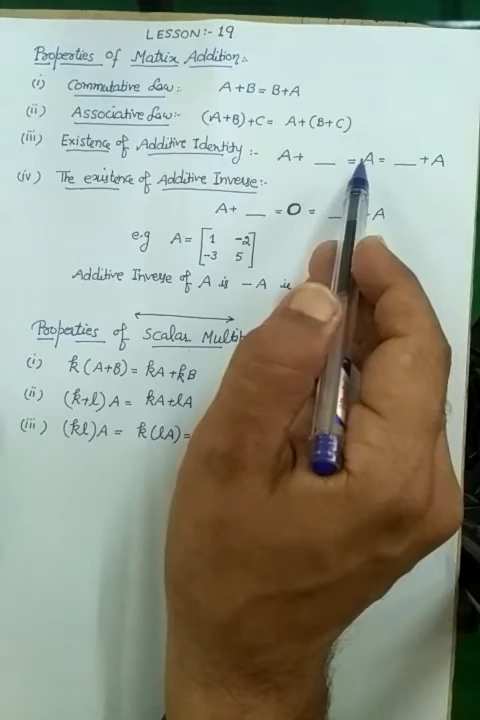 LESSON:- 19
Properties of Matrix Addition:-
(i) Commutative Law:- A+B = B+A
(ii) Associative Law:- (A+B)+C = A+(B+C)
(iii) Existence of Additive Identity:- A+ __ = A = __ +A
(iv) The existence of Additive Inverse:-
A+ __ = O = __ A
e.g A = [1 -2
-3 5]
Additive Inverse of A is -A ie
Properties of Scalar Multi
(i) k(A+B) = kA+kB
(ii) (k+l)A = kA+lA
(iii) (kl)A = k(lA) =